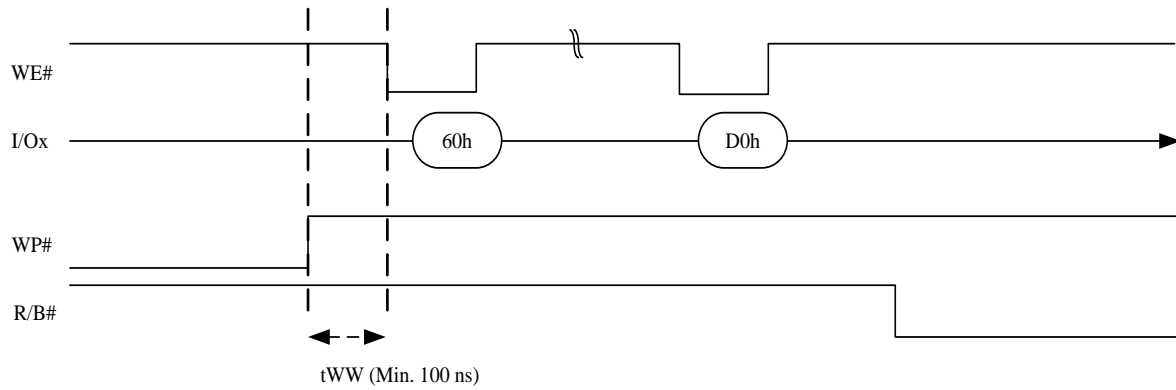 WE#
I/Ox
60h
D0h
WP#
R/B#
tWW (Min. 100 ns)